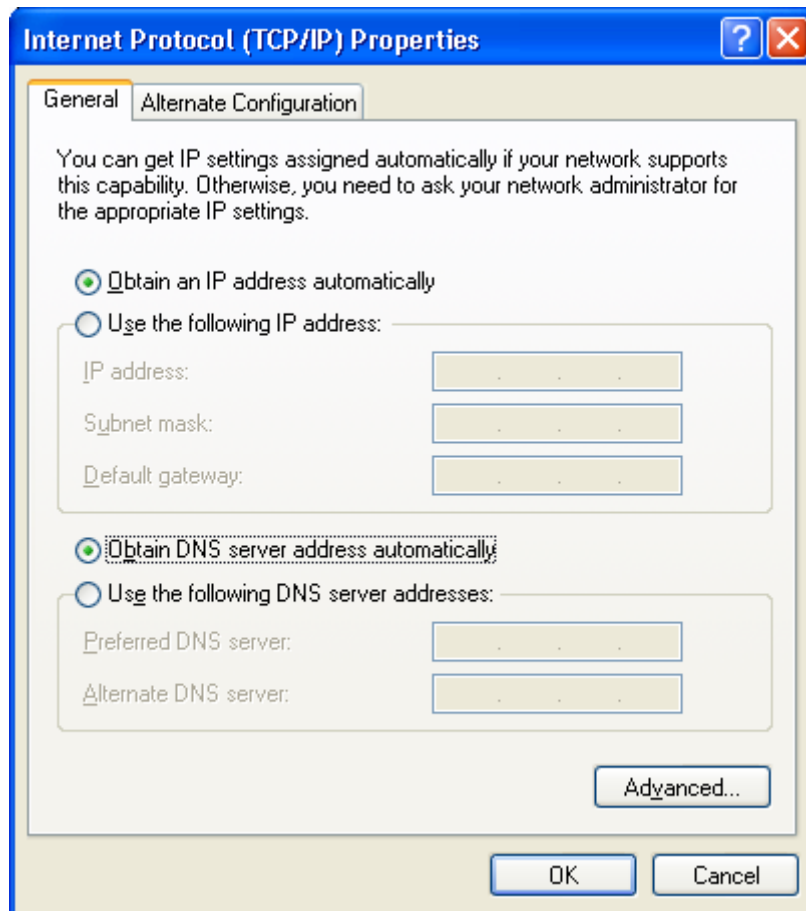 Internet Protocol (TCP/IP) Properties
General
Alternate Configuration
You can get IP settings assigned automatically if your network supports
this capability. Otherwise, you need to ask your network administrator for
the appropriate IP settings.
Obtain an IP address automatically
Use the following IP address:
IP address:
Subnet mask:
Default gateway:
Obtain DNS server address automatically
Use the following DNS server addresses:
Preferred DNS server:
Alternate DNS server:
Advanced...
OK
Cancel